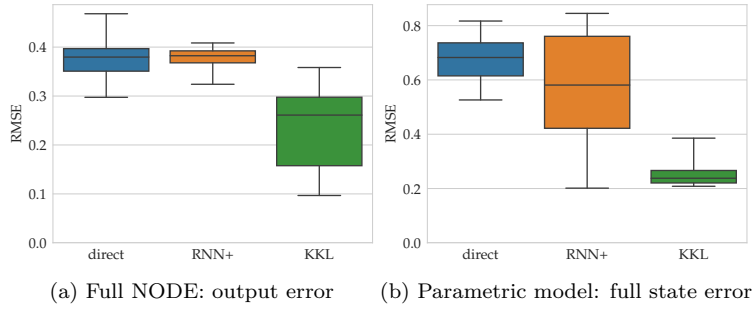 0.4
0.3
0.2
0.1
0.0
RMSE
direct RNN+ KKL
0.8
0.6
0.4
0.2
0.0
RMSE
direct RNN+ KKL
(a) Full NODE: output error
(b) Parametric model: full state error